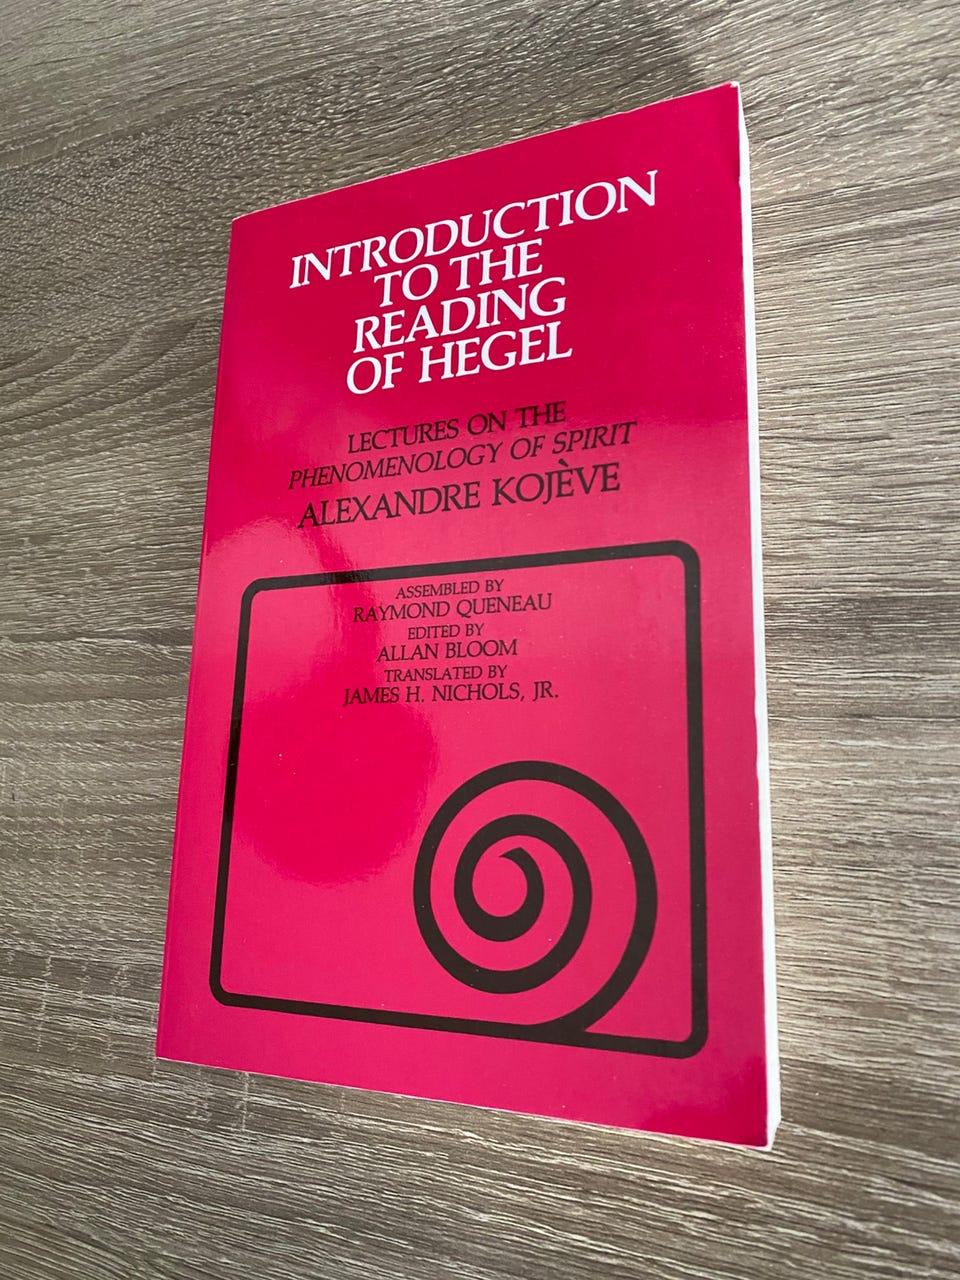 INTRODUCTION
TO THE
READING
OF HEGEL
LECTURES ON THE
PHENOMENOLOGY OF SPIRIT
ALEXANDRE KOJÈVE
ASSEMBLED BY
RAYMOND QUENEAU
EDITED BY
ALLAN BLOOM
TRANSLATED BY
JAMES H. NICHOLS, JR.